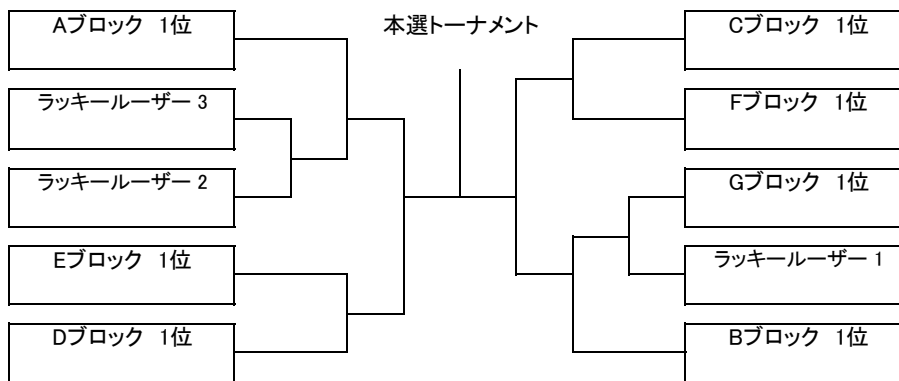 本選トーナメント
Aブロック 1位
ラッキールーザー 3
ラッキールーザー 2
Eブロック 1位
Dブロック 1位
Cブロック 1位
Fブロック 1位
Gブロック 1位
ラッキールーザー 1
Bブロック 1位